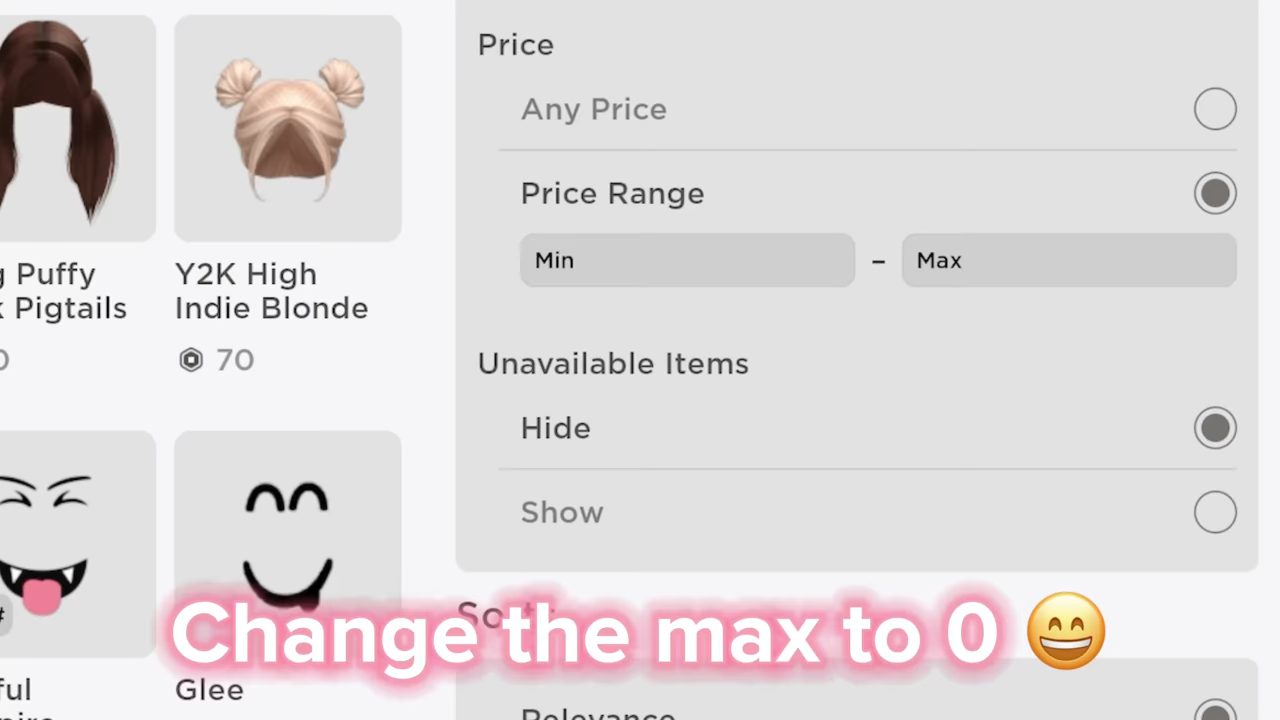 Puffy
Pigtails
Y2K High
Indie Blonde
70
Glee
Price
Any Price
Price Range
Min – Max
Unavailable Items
Hide
Show
Change the max to 0 😄
Relevance